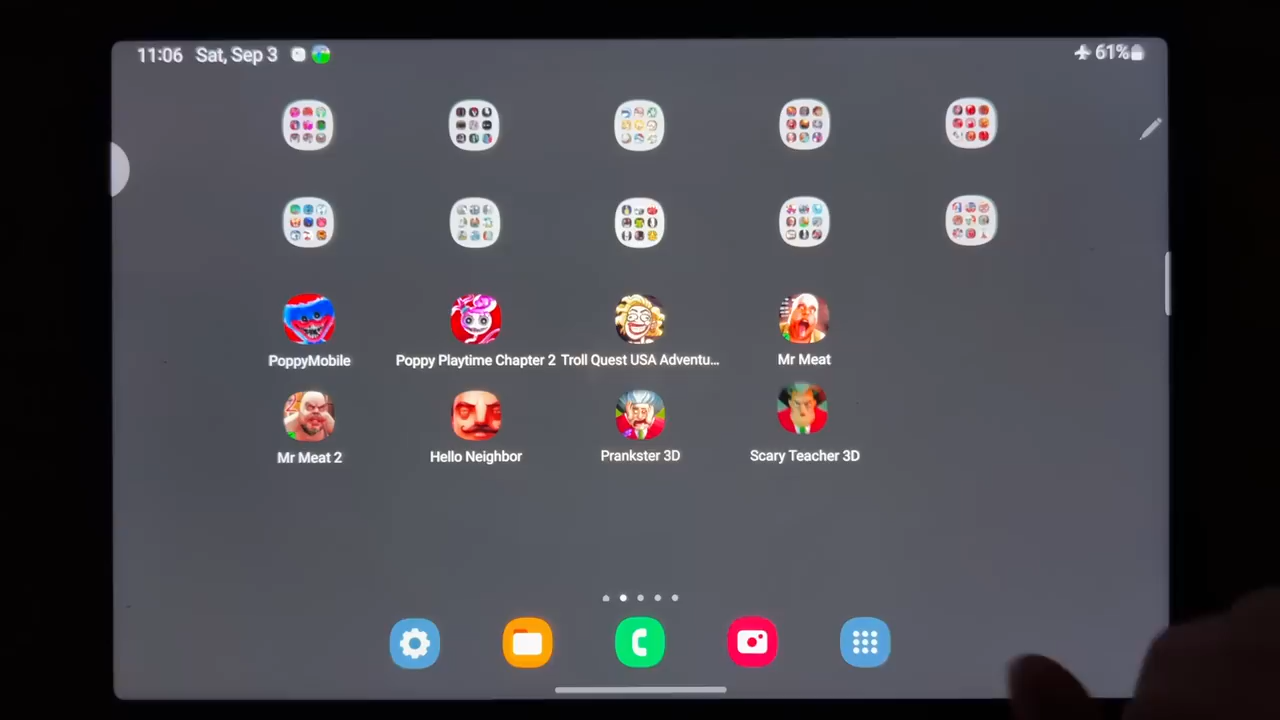 11:06 Sat, Sep 3
61%
PoppyMobile
Poppy Playtime Chapter 2
Troll Quest USA Adventu...
Mr Meat
Mr Meat 2
Hello Neighbor
Prankster 3D
Scary Teacher 3D